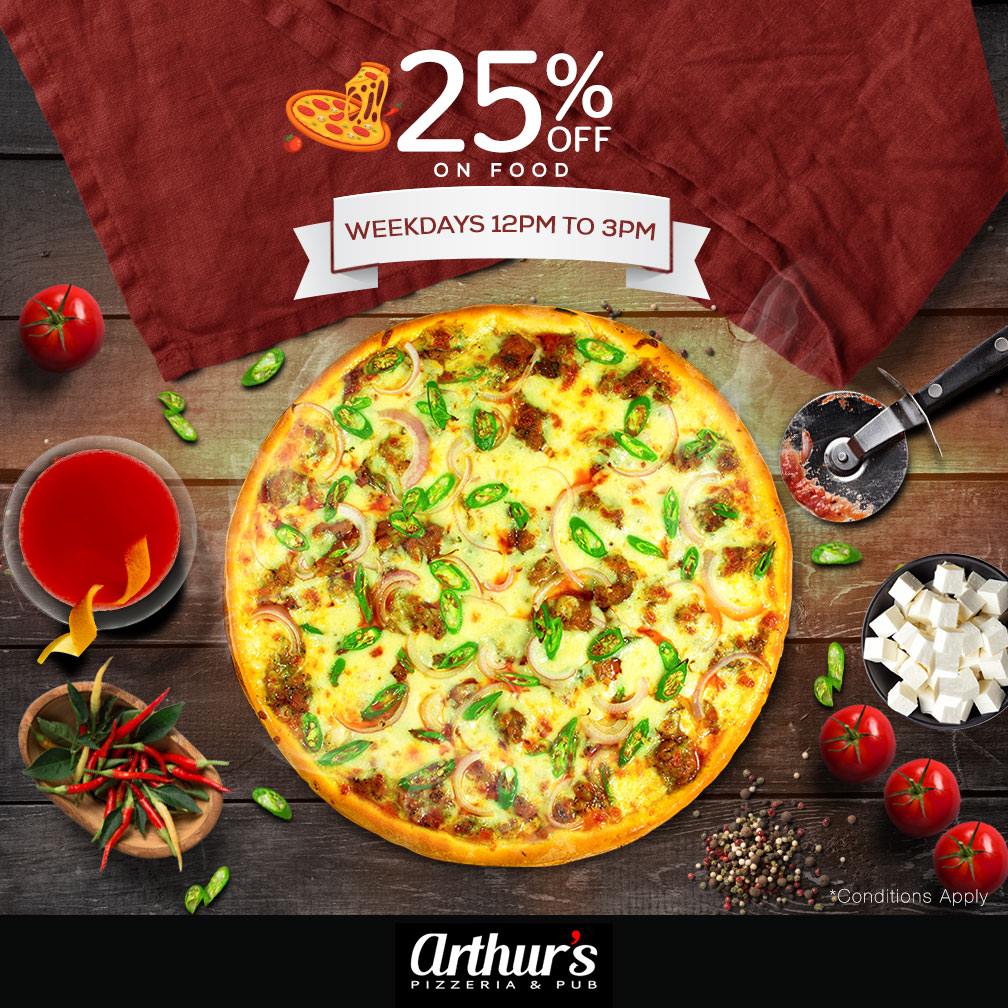 25%
OFF
ON FOOD
WEEKDAYS 12PM TO 3PM
*Conditions Apply
arthur's
PIZZERIA & PUB